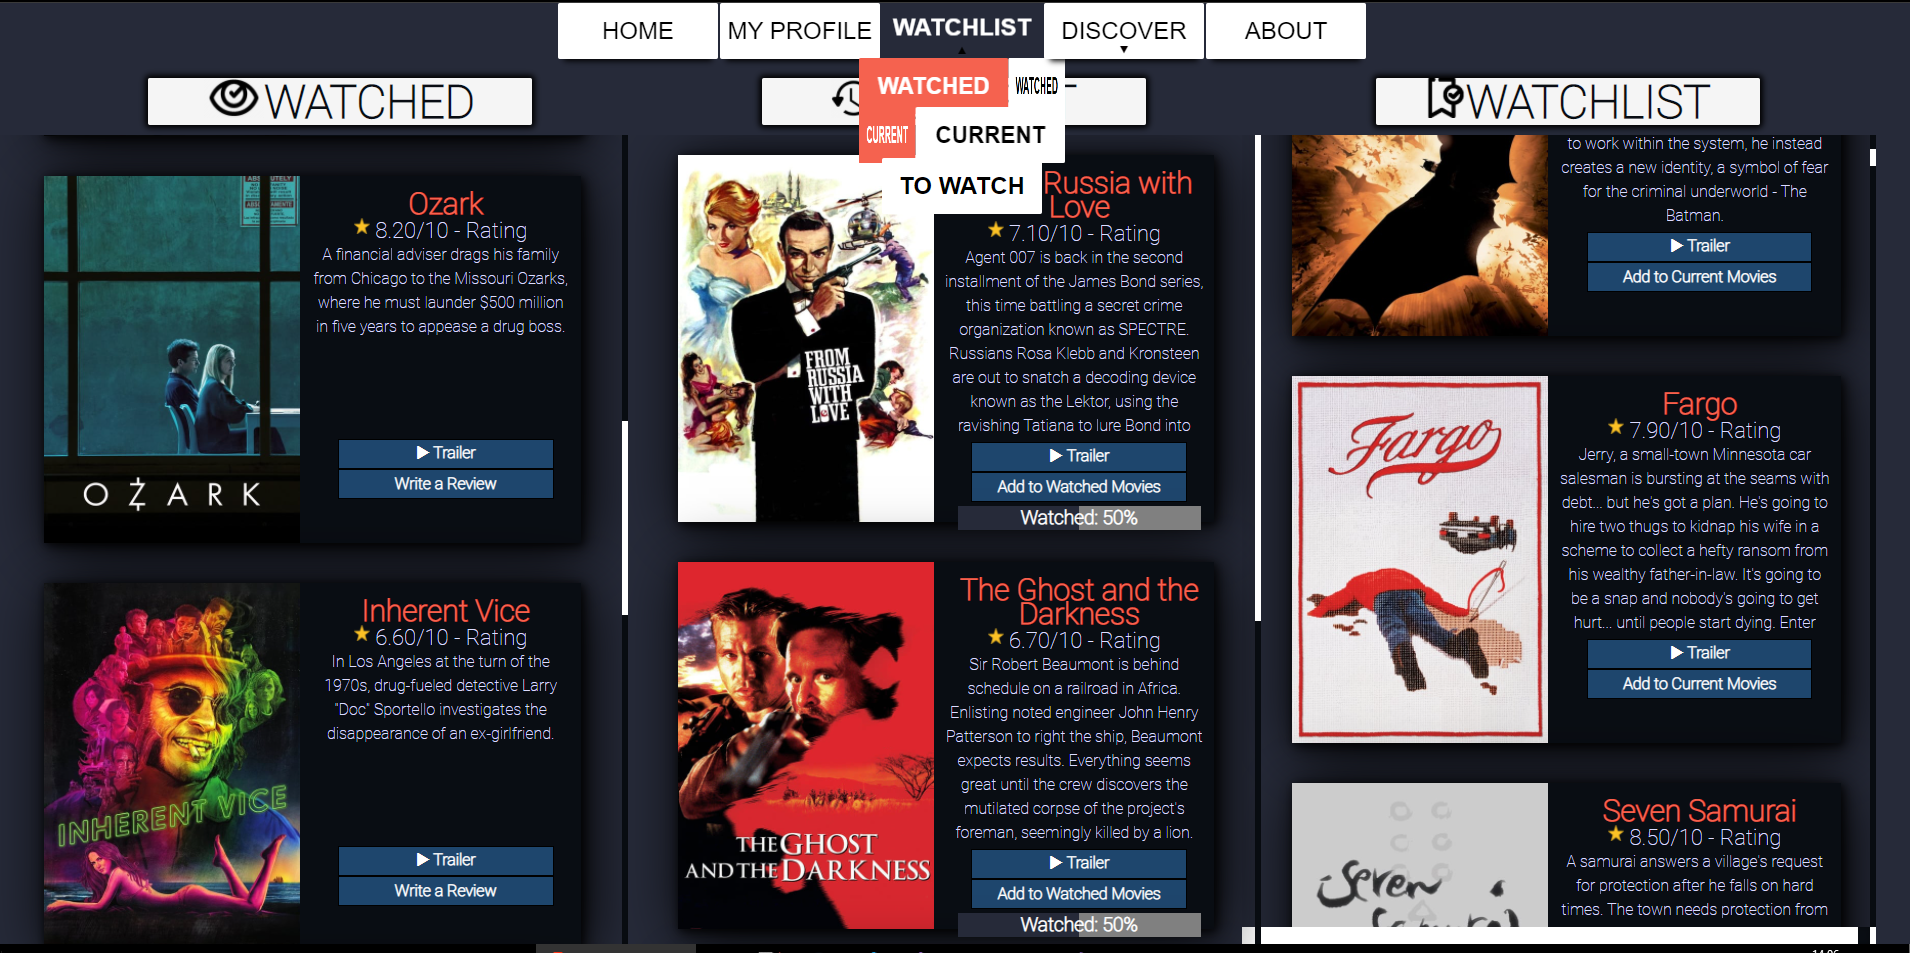 HOME
MY PROFILE
WATCHLIST
DISCOVER
ABOUT
WATCHED
WATCHED
CURRENT
CURRENT
TO WATCH
WATCHED
WATCHLIST
ABSOLUTELY
Ozark
8.20/10 - Rating
A financial adviser drags his family
from Chicago to the Missouri Ozarks,
where he must launder $500 million
in five years to appease a drug boss.
Trailer
Write a Review
OZARK
Inherent Vice
6.60/10 - Rating
In Los Angeles at the turn of the
1970s, drug-fueled detective Larry
"Doc" Sportello investigates the
disappearance of an ex-girlfriend.
Trailer
Write a Review
INHERENT VICE
Russia with
Love
7.10/10 - Rating
Agent 007 is back in the second
installment of the James Bond series,
this time battling a secret crime
organization known as SPECTRE.
Russians Rosa Klebb and Kronsteen
are out to snatch a decoding device
known as the Lektor, using the
ravishing Tatiana to lure Bond into
Trailer
Add to Watched Movies
Watched: 50%
FROM
RUSSIA
WITH
LOVE
The Ghost and the
Darkness
6.70/10 - Rating
Sir Robert Beaumont is behind
schedule on a railroad in Africa.
Enlisting noted engineer John Henry
Patterson to right the ship, Beaumont
expects results. Everything seems
great until the crew discovers the
mutilated corpse of the project's
foreman, seemingly killed by a lion.
Trailer
Add to Watched Movies
Watched: 50%
THE GHOST
AND THE DARKNESS
to work within the system, he instead
creates a new identity, a symbol of fear
for the criminal underworld - The
Batman.
Trailer
Add to Current Movies
Fargo
Fargo
7.90/10 - Rating
Jerry, a small-town Minnesota car
salesman is bursting at the seams with
debt... but he's got a plan. He's going to
hire two thugs to kidnap his wife in a
scheme to collect a hefty ransom from
his wealthy father-in-law. It's going to
be a snap and nobody's going to get
hurt... until people start dying. Enter
Trailer
Add to Current Movies
Seven Samurai
8.50/10 - Rating
A samurai answers a village's request
for protection after he falls on hard
times. The town needs protection from
seven